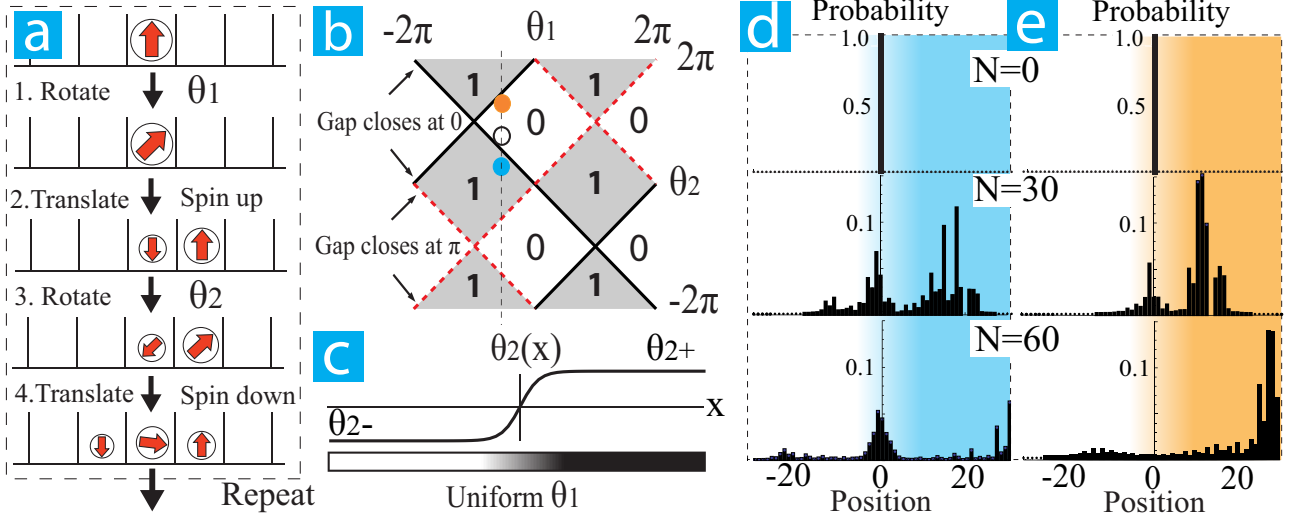 a
1. Rotate θ1
2.Translate Spin up
3. Rotate θ2
4.Translate Spin down
Repeat
b
-2π θ1 2π
2π
1 1
Gap closes at 0
0 0
1 1
θ2
Gap closes at π
0 0
1 1
-2π
c
θ2(x) θ2+
x
θ2-
Uniform θ1
d
Probability
1.0
0.5
N=0
0.1
N=30
0.1
N=60
-20 0 20
Position
e
Probability
1.0
0.5
0.1
0.1
-20 0 20
Position